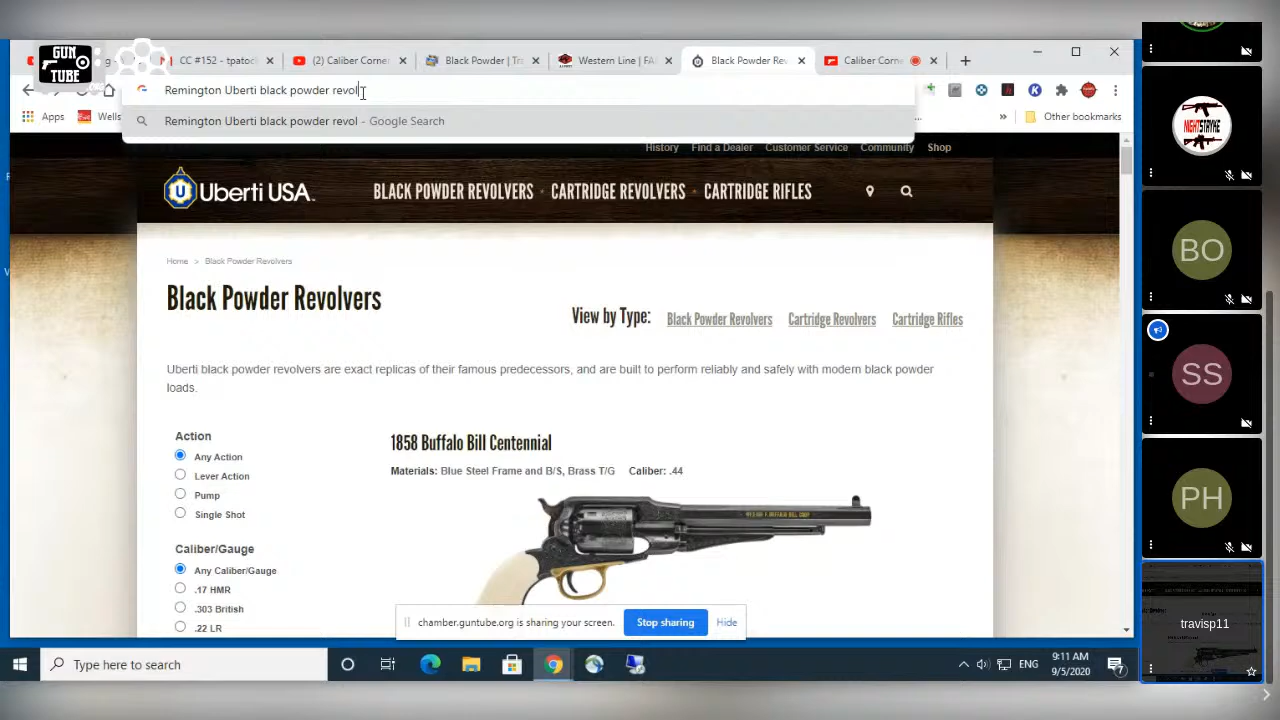 GUN
TUBE
CC #152 - tpatoc
(2) Caliber Corner
Black Powder | Tra
Western Line | FA
Black Powder Rev
Caliber Corn
Remington Uberti black powder revol
Apps
Wells
Other bookmarks
Remington Uberti black powder revol - Google Search
History Find a Dealer Customer Service Community Shop
Uberti USA
BLACK POWDER REVOLVERS CARTRIDGE REVOLVERS CARTRIDGE RIFLES
Home > Black Powder Revolvers
Black Powder Revolvers
View by Type: Black Powder Revolvers Cartridge Revolvers Cartridge Rifles
Uberti black powder revolvers are exact replicas of their famous predecessors, and are built to perform reliably and safely with modern black powder
loads.
Action
Any Action
Lever Action
Pump
Single Shot
Caliber/Gauge
Any Caliber/Gauge
.17 HMR
.303 British
.22 LR
1858 Buffalo Bill Centennial
Materials: Blue Steel Frame and B/S, Brass T/G Caliber: .44
chamber.guntube.org is sharing your screen. Stop sharing Hide
Type here to search
ENG
9:11 AM
9/5/2020
7
NIGHTSTRYKE
BO
SS
PH
travisp11